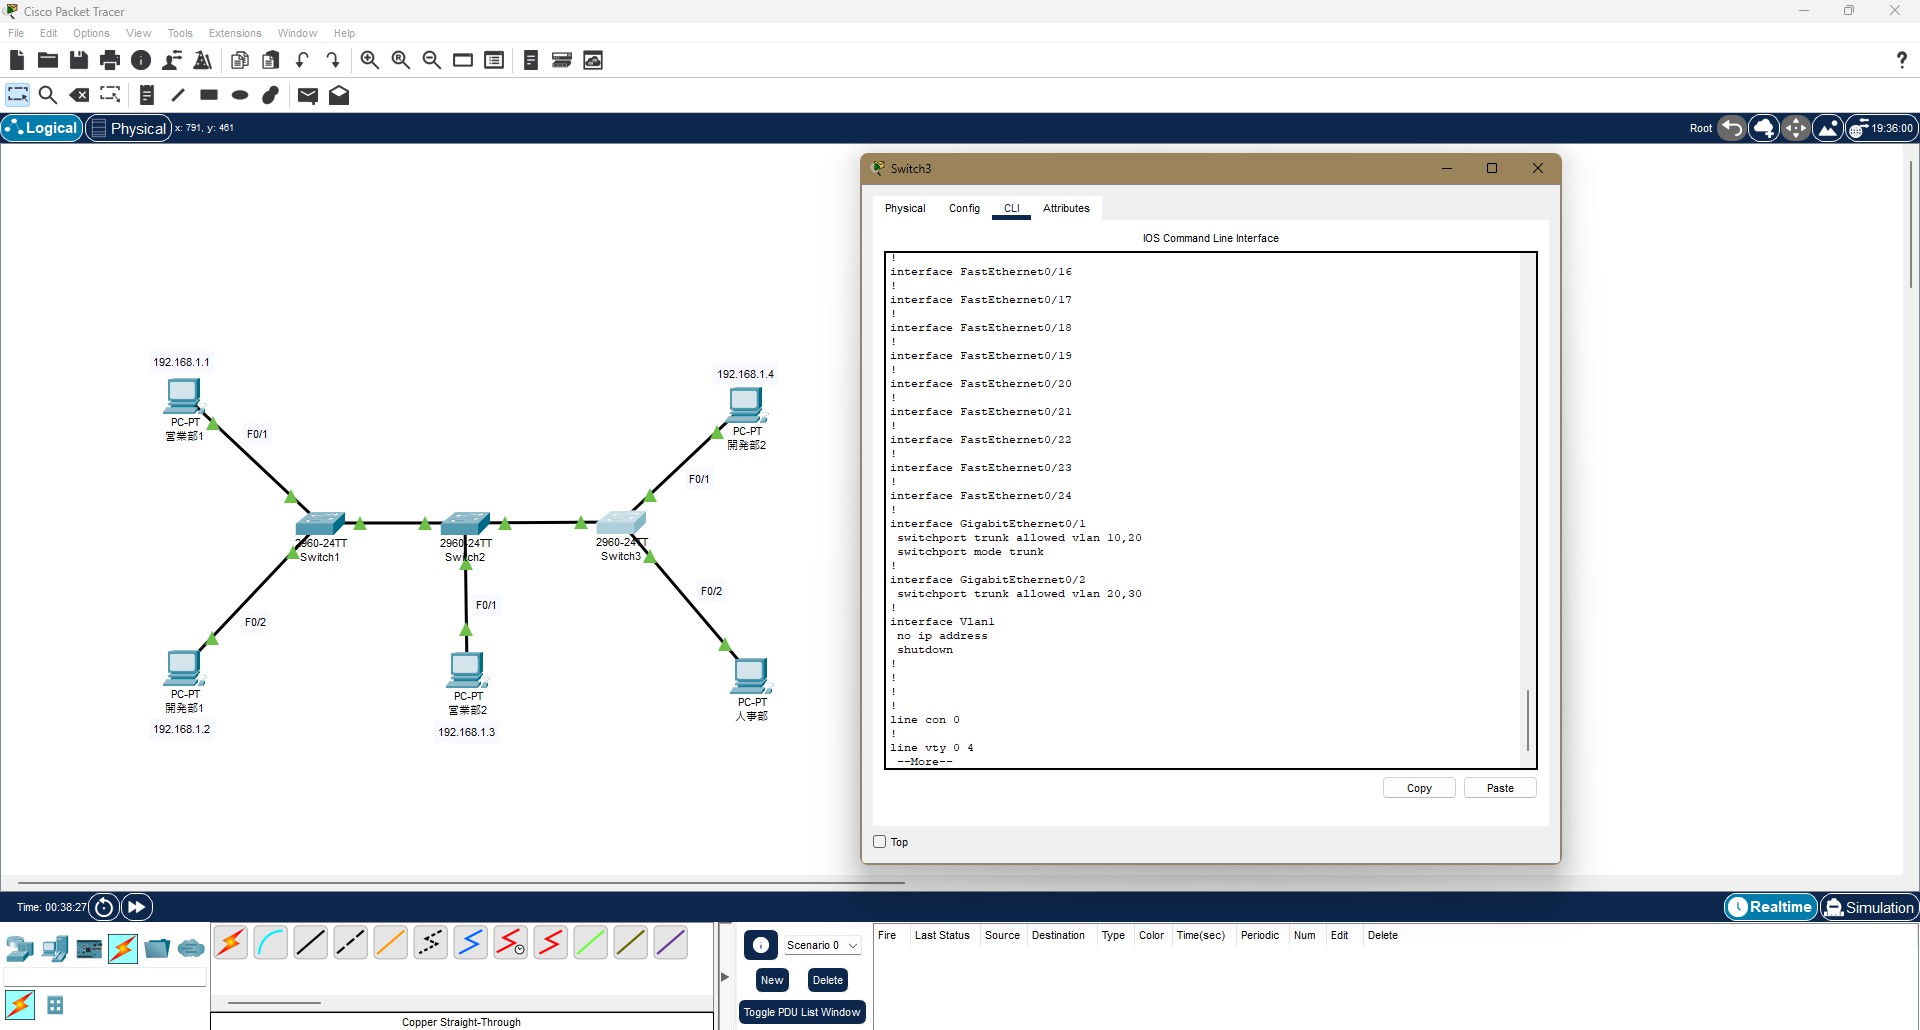 Cisco Packet Tracer
File Edit Options View Tools Extensions Window Help
Logical Physical x: 791, y: 461 Root 19:36:00
192.168.1.1
PC-PT
営業部1
F0/1
192.168.1.4
PC-PT
開発部2
F0/1
2960-24TT
Switch1
2960-24TT
Switch2
2960-24TT
Switch3
F0/2
F0/1
F0/2
PC-PT
開発部1
192.168.1.2
PC-PT
営業部2
192.168.1.3
PC-PT
人事部
Switch3
Physical Config CLI Attributes
IOS Command Line Interface
!
interface FastEthernet0/16
!
interface FastEthernet0/17
!
interface FastEthernet0/18
!
interface FastEthernet0/19
!
interface FastEthernet0/20
!
interface FastEthernet0/21
!
interface FastEthernet0/22
!
interface FastEthernet0/23
!
interface FastEthernet0/24
!
interface GigabitEthernet0/1
switchport trunk allowed vlan 10,20
switchport mode trunk
!
interface GigabitEthernet0/2
switchport trunk allowed vlan 20,30
!
interface Vlan1
no ip address
shutdown
!
!
!
!
line con 0
!
line vty 0 4
--More--
Copy Paste
Top
Time: 00:38:27 Realtime Simulation
Scenario 0
New Delete
Toggle PDU List Window
Fire Last Status Source Destination Type Color Time(sec) Periodic Num Edit Delete
Copper Straight-Through